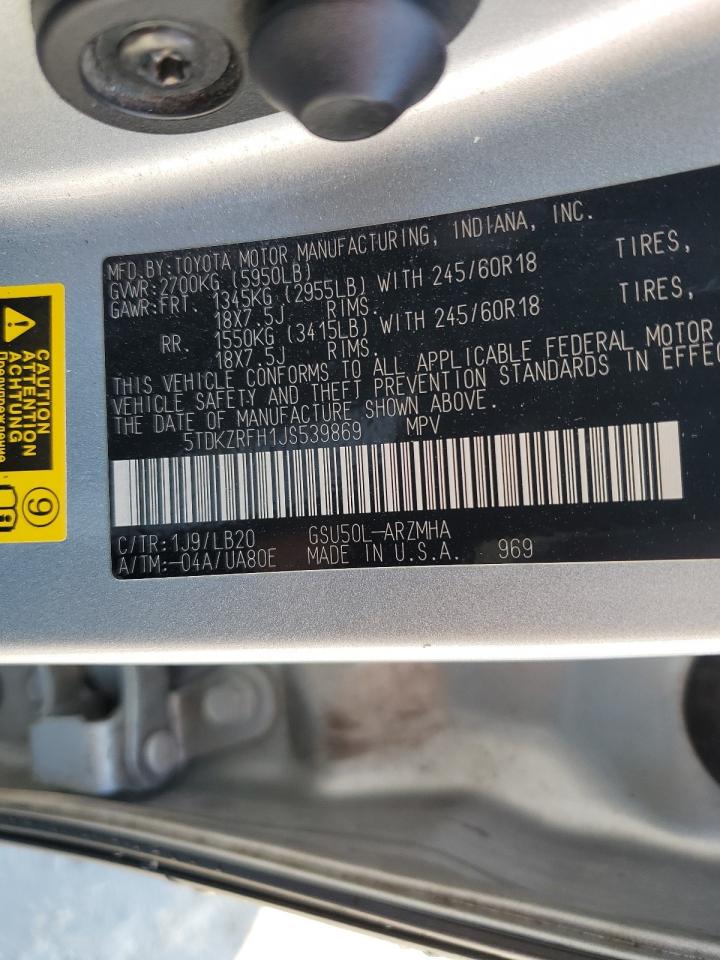 MFD.BY:TOYOTA MOTOR MANUFACTURING, INDIANA, INC.
GVWR:2700KG (5950LB)
GAWR:FRT. 1345KG (2955LB) WITH 245/60R18 TIRES,
18X7.5J RIMS.
RR. 1550KG (3415LB) WITH 245/60R18 TIRES,
18X7.5J RIMS.
THIS VEHICLE CONFORMS TO ALL APPLICABLE FEDERAL MOTOR
VEHICLE SAFETY AND THEFT PREVENTION STANDARDS IN EFFEC
THE DATE OF MANUFACTURE SHOWN ABOVE.
5TDKZRFH1JS539869 MPV
C/TR:1J9/LB20 GSU50L-ARZMHA
A/TM:-04A/UA80E MADE IN U.S.A. 969
CAUTION
ATTENTION
ACHTUNG
Предупреждение
9